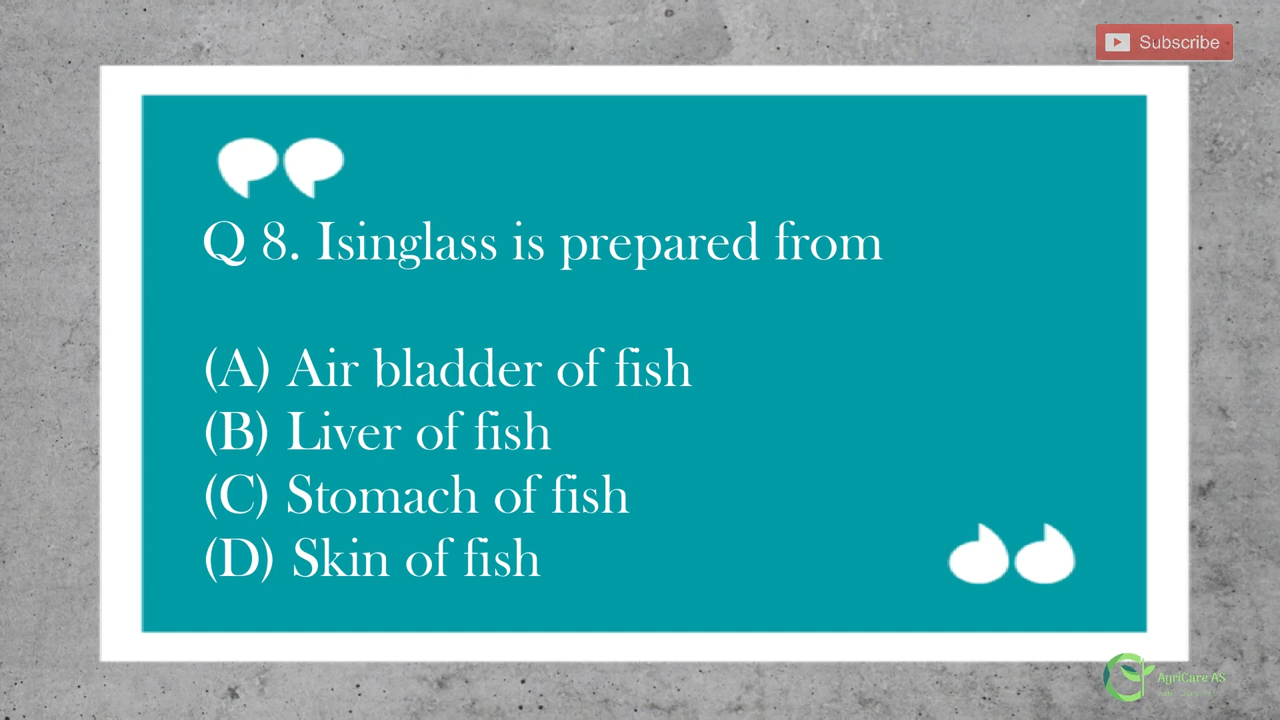 Subscribe
Q 8. Isinglass is prepared from
(A) Air bladder of fish
(B) Liver of fish
(C) Stomach of fish
(D) Skin of fish
AgriCare AS